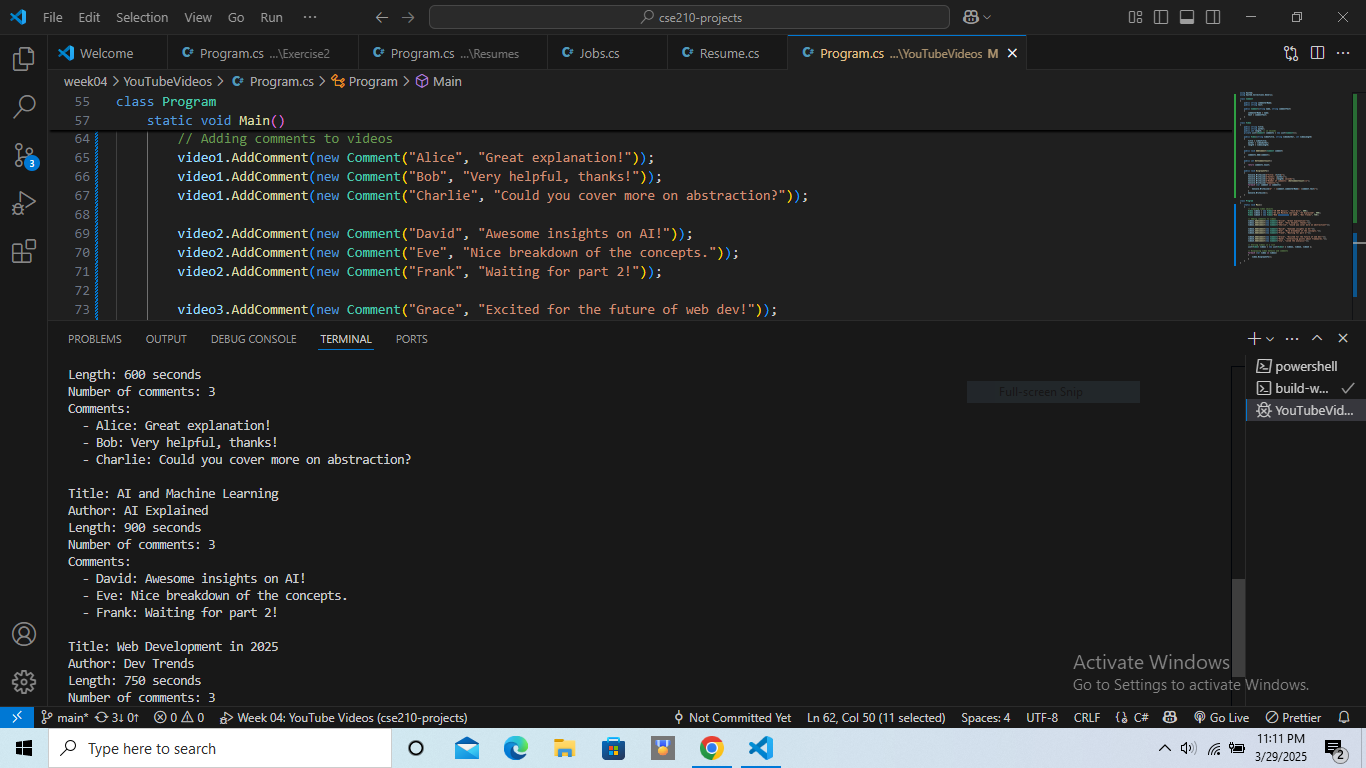 File Edit Selection View Go Run ··· cse210-projects
Welcome Program.cs ...\Exercise2 Program.cs ...\Resumes Jobs.cs Resume.cs Program.cs ...\YouTubeVideos M
week04 > YouTubeVideos > Program.cs > Program > Main
55 class Program
57 static void Main()
64 // Adding comments to videos
65 video1.AddComment(new Comment("Alice", "Great explanation!"));
66 video1.AddComment(new Comment("Bob", "Very helpful, thanks!"));
67 video1.AddComment(new Comment("Charlie", "Could you cover more on abstraction?"));
68
69 video2.AddComment(new Comment("David", "Awesome insights on AI!"));
70 video2.AddComment(new Comment("Eve", "Nice breakdown of the concepts."));
71 video2.AddComment(new Comment("Frank", "Waiting for part 2!"));
72
73 video3.AddComment(new Comment("Grace", "Excited for the future of web dev!"));
PROBLEMS OUTPUT DEBUG CONSOLE TERMINAL PORTS
powershell
build-w...
YouTubeVid...
Full-screen Snip
Length: 600 seconds
Number of comments: 3
Comments:
- Alice: Great explanation!
- Bob: Very helpful, thanks!
- Charlie: Could you cover more on abstraction?
Title: AI and Machine Learning
Author: AI Explained
Length: 900 seconds
Number of comments: 3
Comments:
- David: Awesome insights on AI!
- Eve: Nice breakdown of the concepts.
- Frank: Waiting for part 2!
Title: Web Development in 2025
Author: Dev Trends
Length: 750 seconds
Number of comments: 3
Activate Windows
Go to Settings to activate Windows.
3
main* 3↓ 0↑ 0 0 Week 04: YouTube Videos (cse210-projects) Not Committed Yet Ln 62, Col 50 (11 selected) Spaces: 4 UTF-8 CRLF {} C# Go Live Prettier
Type here to search
11:11 PM
3/29/2025
2